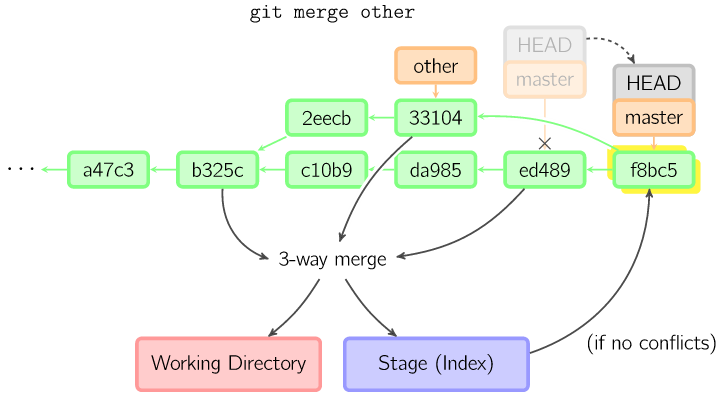 git merge other
HEAD
master
other
HEAD
master
2eecb
33104
...
a47c3
b325c
c10b9
da985
ed489
f8bc5
3-way merge
(if no conflicts)
Working Directory
Stage (Index)